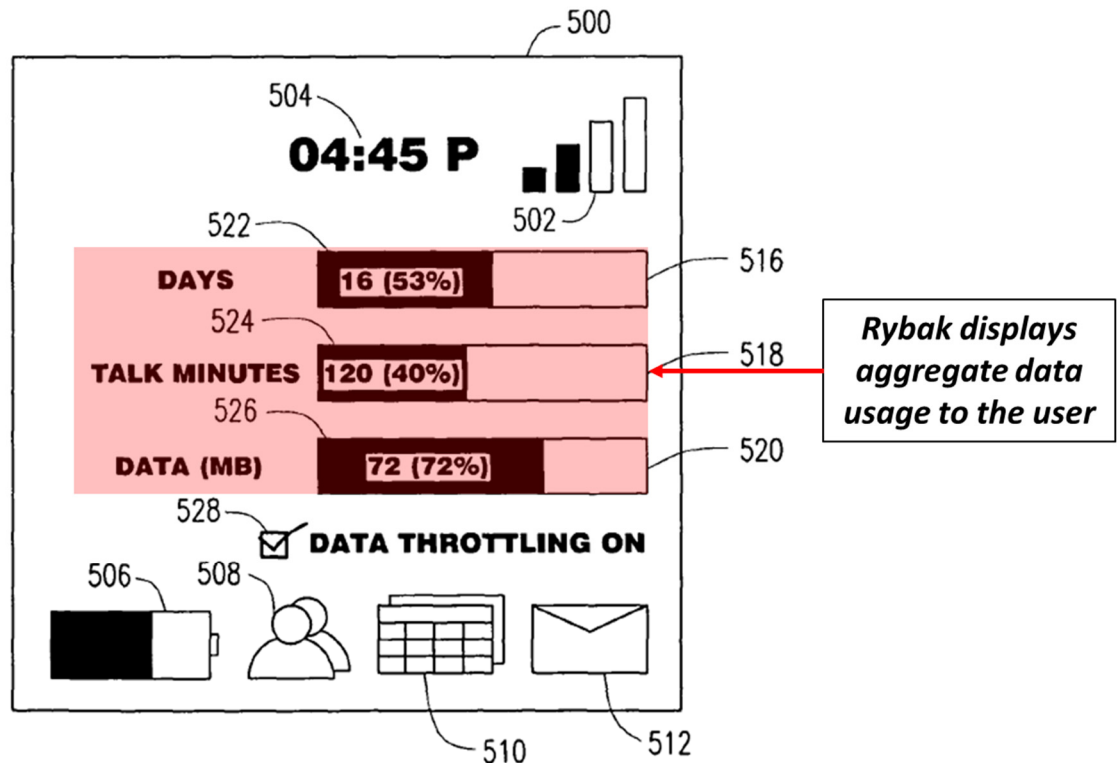 500
504
04:45 P
502
522
DAYS
16 (53%)
516
524
TALK MINUTES
120 (40%)
518
Rybak displays
aggregate data
usage to the user
526
DATA (MB)
72 (72%)
520
528
DATA THROTTLING ON
506
508
510
512